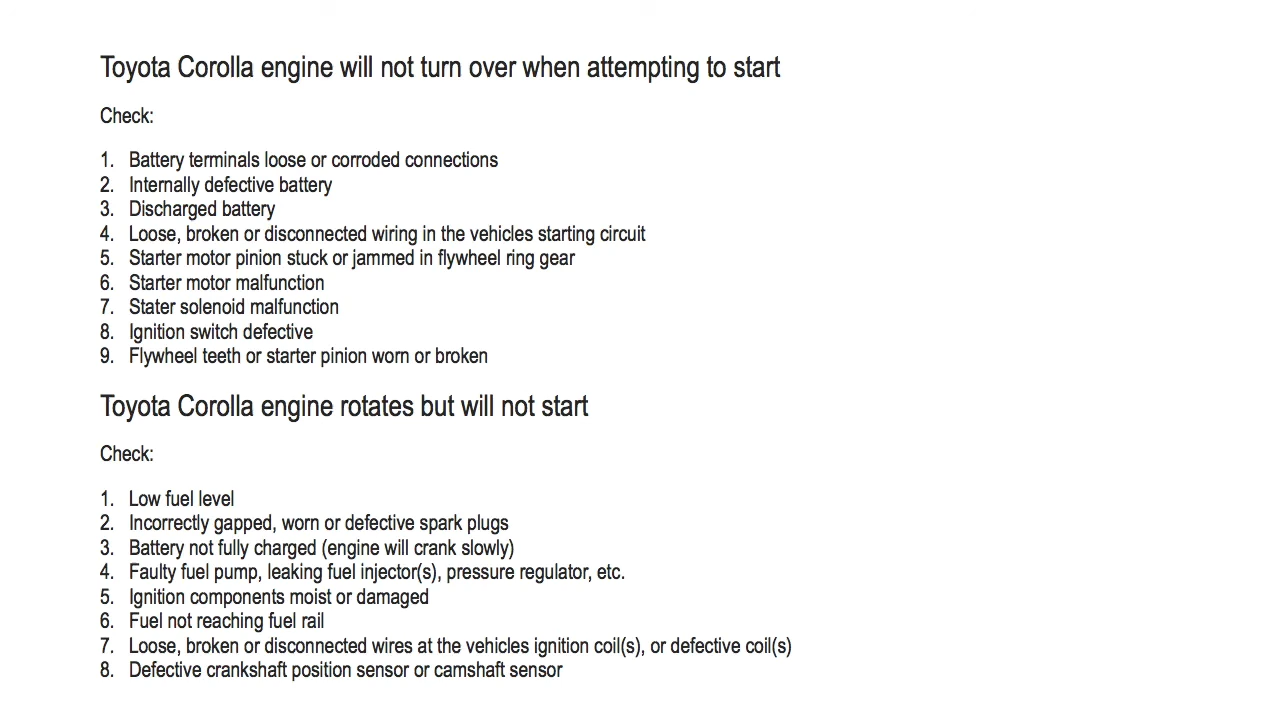 Toyota Corolla engine will not turn over when attempting to start
Check:
1. Battery terminals loose or corroded connections
2. Internally defective battery
3. Discharged battery
4. Loose, broken or disconnected wiring in the vehicles starting circuit
5. Starter motor pinion stuck or jammed in flywheel ring gear
6. Starter motor malfunction
7. Stater solenoid malfunction
8. Ignition switch defective
9. Flywheel teeth or starter pinion worn or broken
Toyota Corolla engine rotates but will not start
Check:
1. Low fuel level
2. Incorrectly gapped, worn or defective spark plugs
3. Battery not fully charged (engine will crank slowly)
4. Faulty fuel pump, leaking fuel injector(s), pressure regulator, etc.
5. Ignition components moist or damaged
6. Fuel not reaching fuel rail
7. Loose, broken or disconnected wires at the vehicles ignition coil(s), or defective coil(s)
8. Defective crankshaft position sensor or camshaft sensor